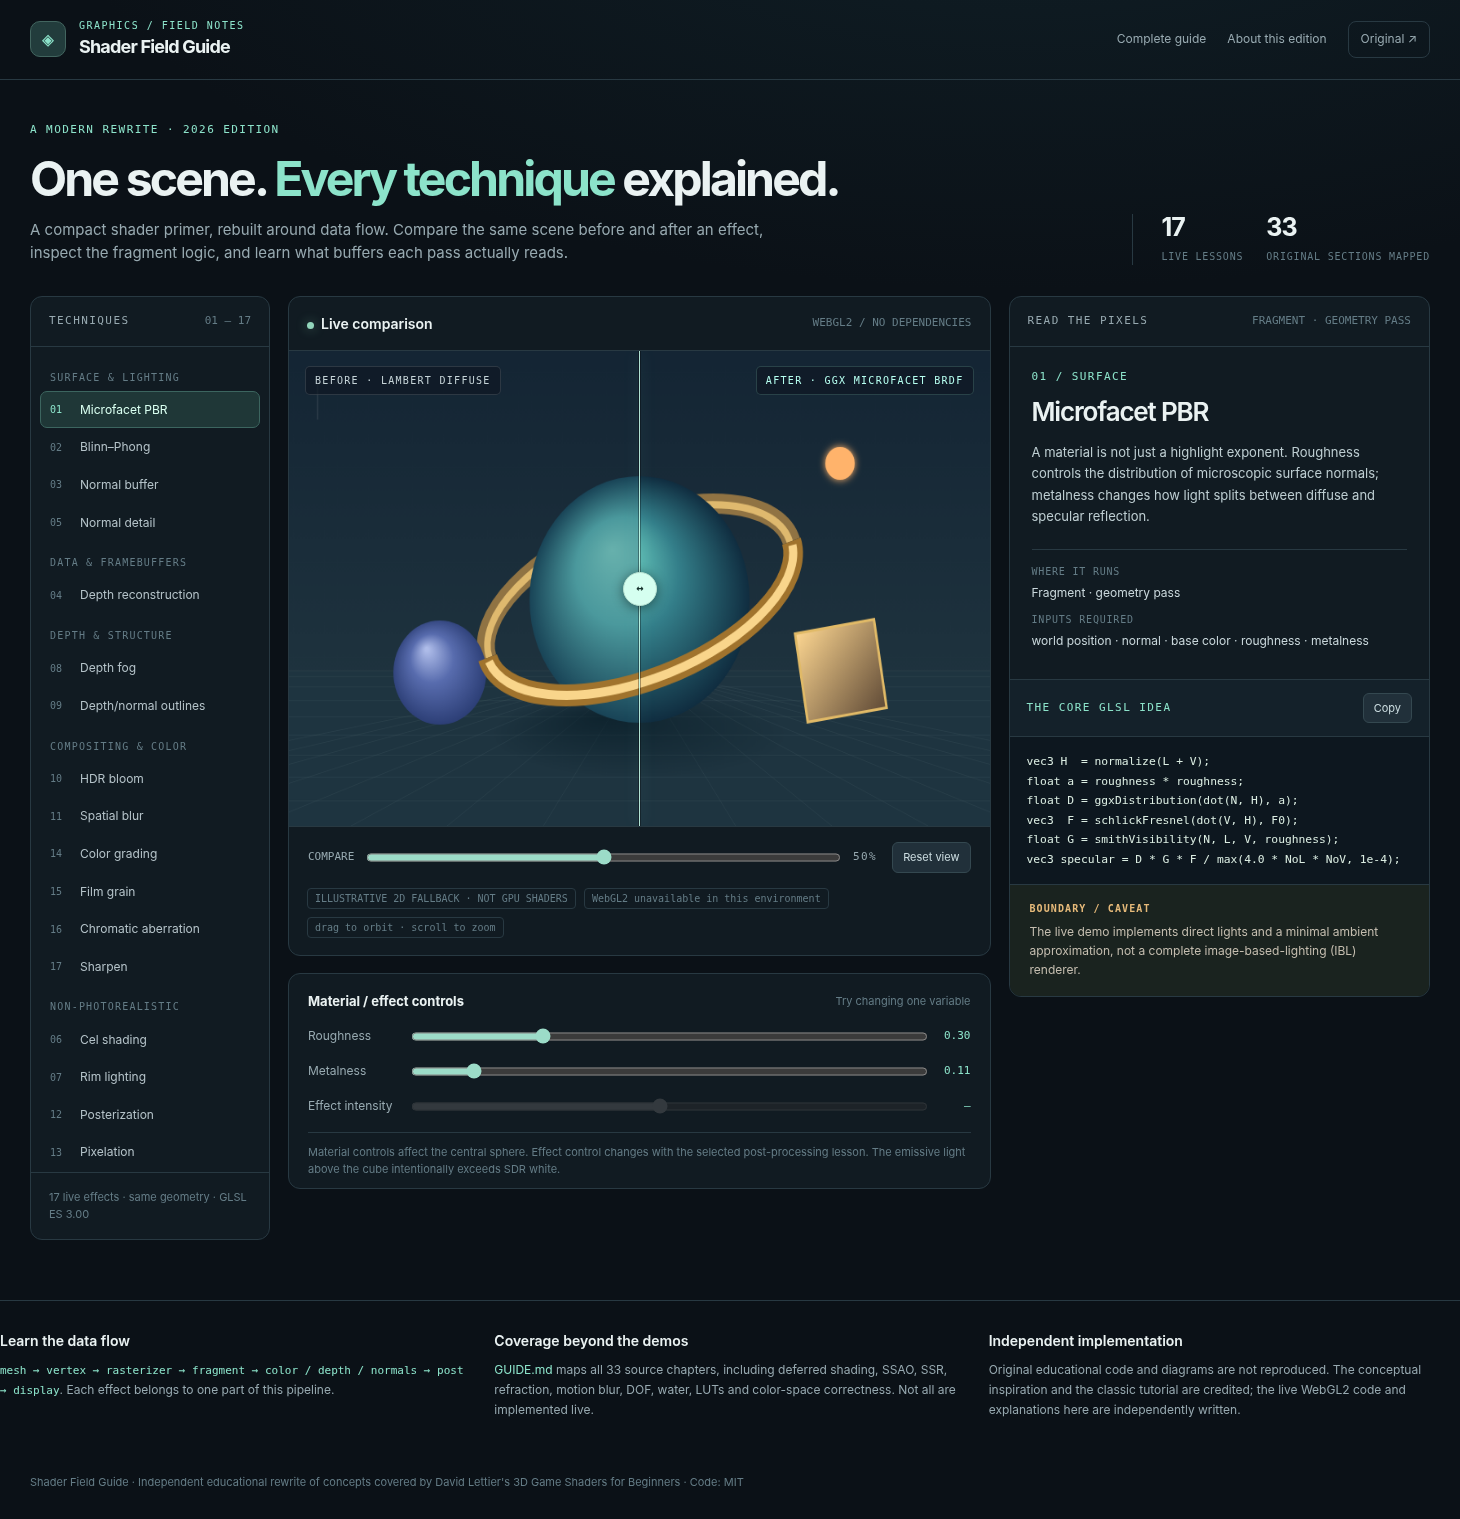 GRAPHICS / FIELD NOTES
Shader Field Guide
Complete guide
About this edition
Original ↗
A MODERN REWRITE · 2026 EDITION
One scene. Every technique explained.
A compact shader primer, rebuilt around data flow. Compare the same scene before and after an effect,
inspect the fragment logic, and learn what buffers each pass actually reads.
17
LIVE LESSONS
33
ORIGINAL SECTIONS MAPPED
TECHNIQUES
01 — 17
SURFACE & LIGHTING
01 Microfacet PBR
02 Blinn–Phong
03 Normal buffer
05 Normal detail
DATA & FRAMEBUFFERS
04 Depth reconstruction
DEPTH & STRUCTURE
08 Depth fog
09 Depth/normal outlines
COMPOSITING & COLOR
10 HDR bloom
11 Spatial blur
14 Color grading
15 Film grain
16 Chromatic aberration
17 Sharpen
NON-PHOTOREALISTIC
06 Cel shading
07 Rim lighting
12 Posterization
13 Pixelation
17 live effects · same geometry · GLSL
ES 3.00
Live comparison
WEBGL2 / NO DEPENDENCIES
BEFORE · LAMBERT DIFFUSE
AFTER · GGX MICROFACET BRDF
↔
COMPARE
50%
Reset view
ILLUSTRATIVE 2D FALLBACK · NOT GPU SHADERS
WebGL2 unavailable in this environment
drag to orbit · scroll to zoom
Material / effect controls
Try changing one variable
Roughness 0.30
Metalness 0.11
Effect intensity —
Material controls affect the central sphere. Effect control changes with the selected post-processing lesson. The emissive light
above the cube intentionally exceeds SDR white.
READ THE PIXELS
FRAGMENT · GEOMETRY PASS
01 / SURFACE
Microfacet PBR
A material is not just a highlight exponent. Roughness
controls the distribution of microscopic surface normals;
metalness changes how light splits between diffuse and
specular reflection.
WHERE IT RUNS
Fragment · geometry pass
INPUTS REQUIRED
world position · normal · base color · roughness · metalness
THE CORE GLSL IDEA
Copy
vec3 H  = normalize(L + V);
float a = roughness * roughness;
float D = ggxDistribution(dot(N, H), a);
vec3  F = schlickFresnel(dot(V, H), F0);
float G = smithVisibility(N, L, V, roughness);
vec3 specular = D * G * F / max(4.0 * NoL * NoV, 1e-4);
BOUNDARY / CAVEAT
The live demo implements direct lights and a minimal ambient
approximation, not a complete image-based-lighting (IBL)
renderer.
Learn the data flow
mesh → vertex → rasterizer → fragment → color / depth / normals → post
→ display. Each effect belongs to one part of this pipeline.
Coverage beyond the demos
GUIDE.md maps all 33 source chapters, including deferred shading, SSAO, SSR,
refraction, motion blur, DOF, water, LUTs and color-space correctness. Not all are
implemented live.
Independent implementation
Original educational code and diagrams are not reproduced. The conceptual
inspiration and the classic tutorial are credited; the live WebGL2 code and
explanations here are independently written.
Shader Field Guide · Independent educational rewrite of concepts covered by David Lettier's 3D Game Shaders for Beginners · Code: MIT